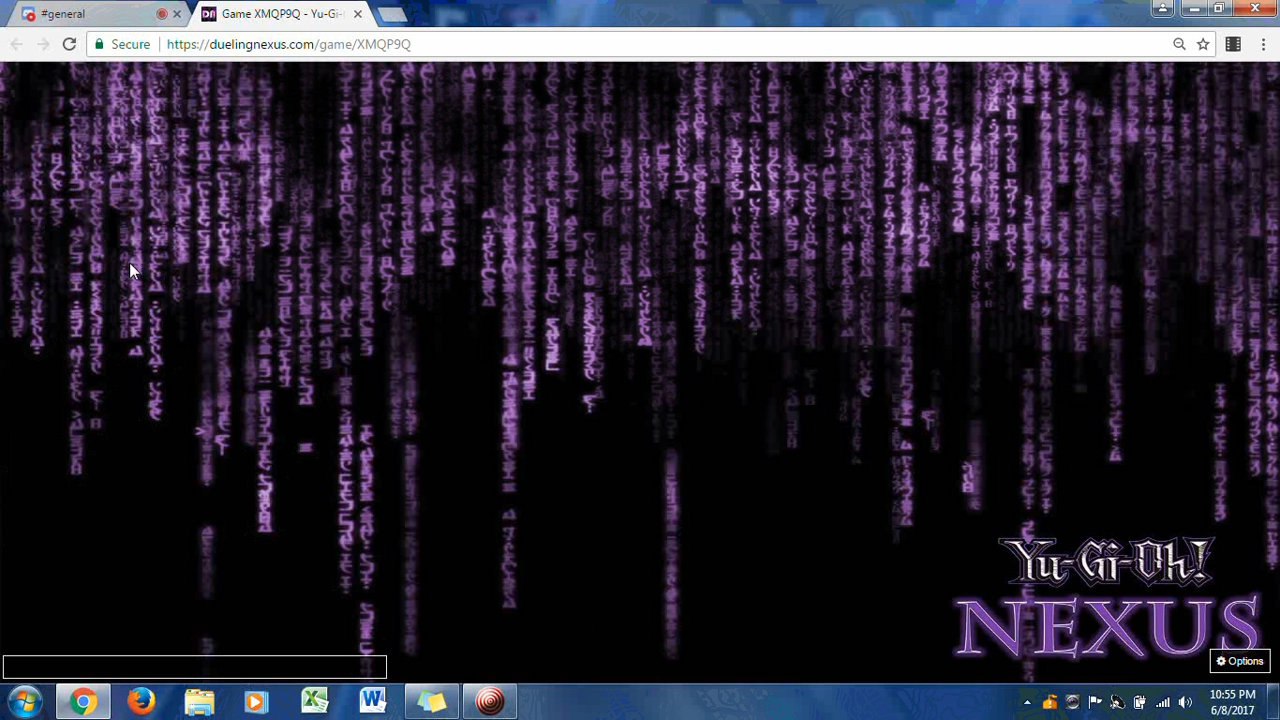 #general
Game XMQP9Q - Yu-Gi-
Secure
https://duelingnexus.com/game/XMQP9Q
Yu-Gi-Oh!
NEXUS
Options
10:55 PM
6/8/2017